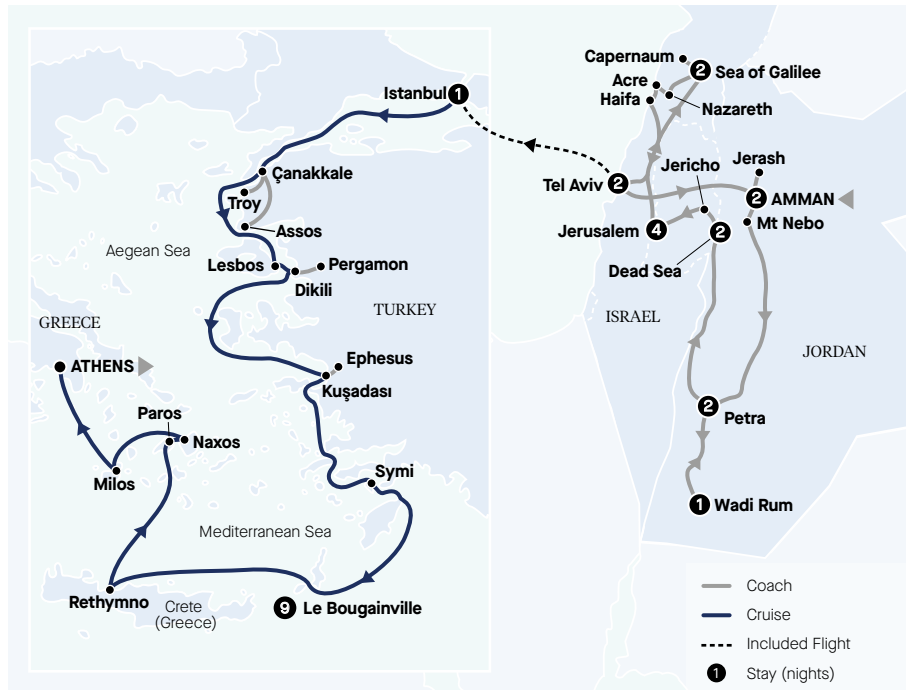 Capernaum
2 Sea of Galilee
Acre
Haifa
Nazareth
Istanbul 1
Jericho
Jerash
Çanakkale
Tel Aviv 2
2 AMMAN
Troy
Mt Nebo
Assos
Jerusalem 4
2
Dead Sea
Aegean Sea
Lesbos
Pergamon
Dikili
TURKEY
ISRAEL
GREECE
JORDAN
Ephesus
ATHENS
Kuşadası
2
Petra
Paros
Naxos
Milos
Symi
1 Wadi Rum
Mediterranean Sea
Rethymno
Crete
(Greece)
9 Le Bougainville
Coach
Cruise
Included Flight
1 Stay (nights)